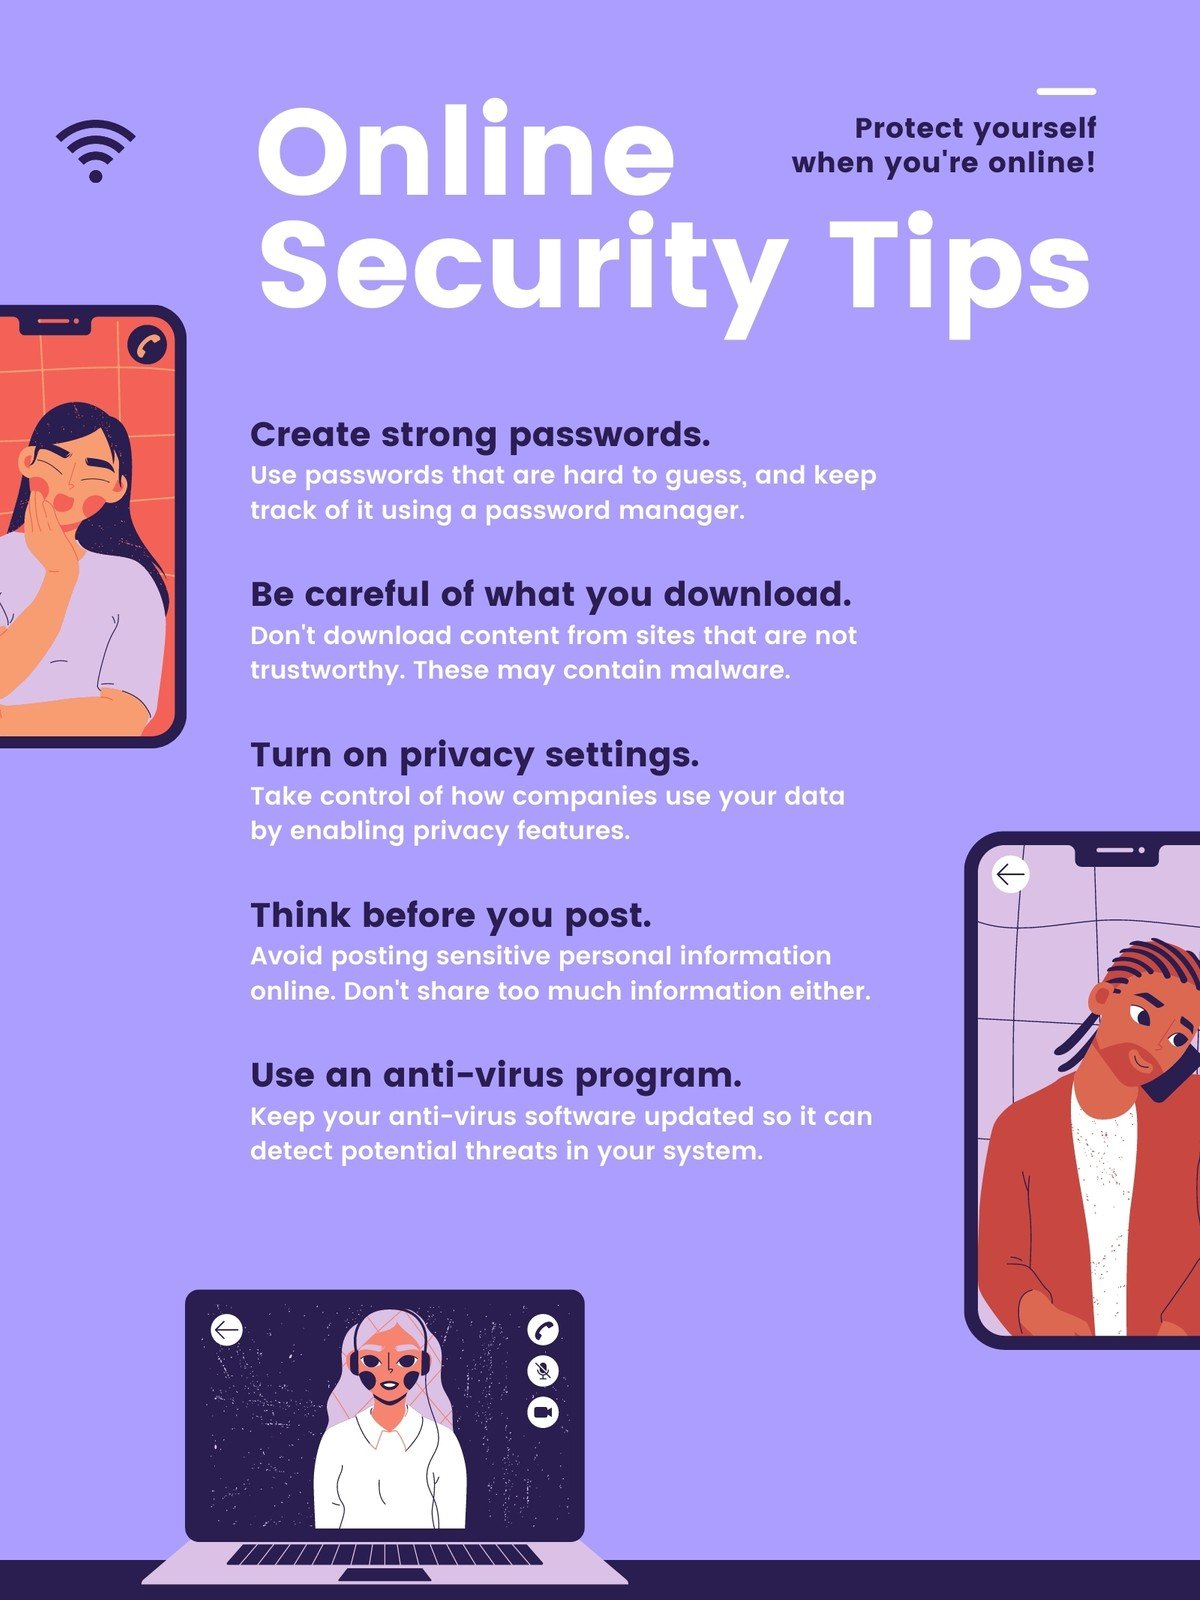 Online
Security Tips
Protect yourself
when you're online!
Create strong passwords.
Use passwords that are hard to guess, and keep
track of it using a password manager.
Be careful of what you download.
Don't download content from sites that are not
trustworthy. These may contain malware.
Turn on privacy settings.
Take control of how companies use your data
by enabling privacy features.
Think before you post.
Avoid posting sensitive personal information
online. Don't share too much information either.
Use an anti-virus program.
Keep your anti-virus software updated so it can
detect potential threats in your system.